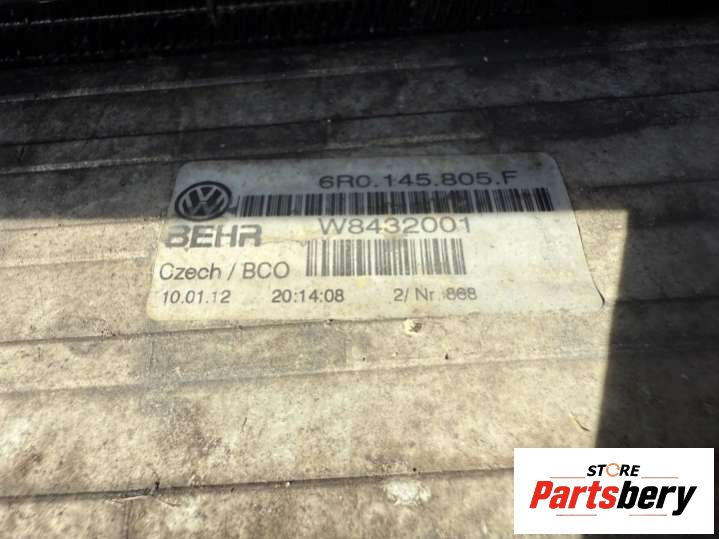 6R0.145.805.F
BEHR W8432001
Czech / BCO
10.01.12 20:14:08 2/ Nr 868
STORE
Partsbery